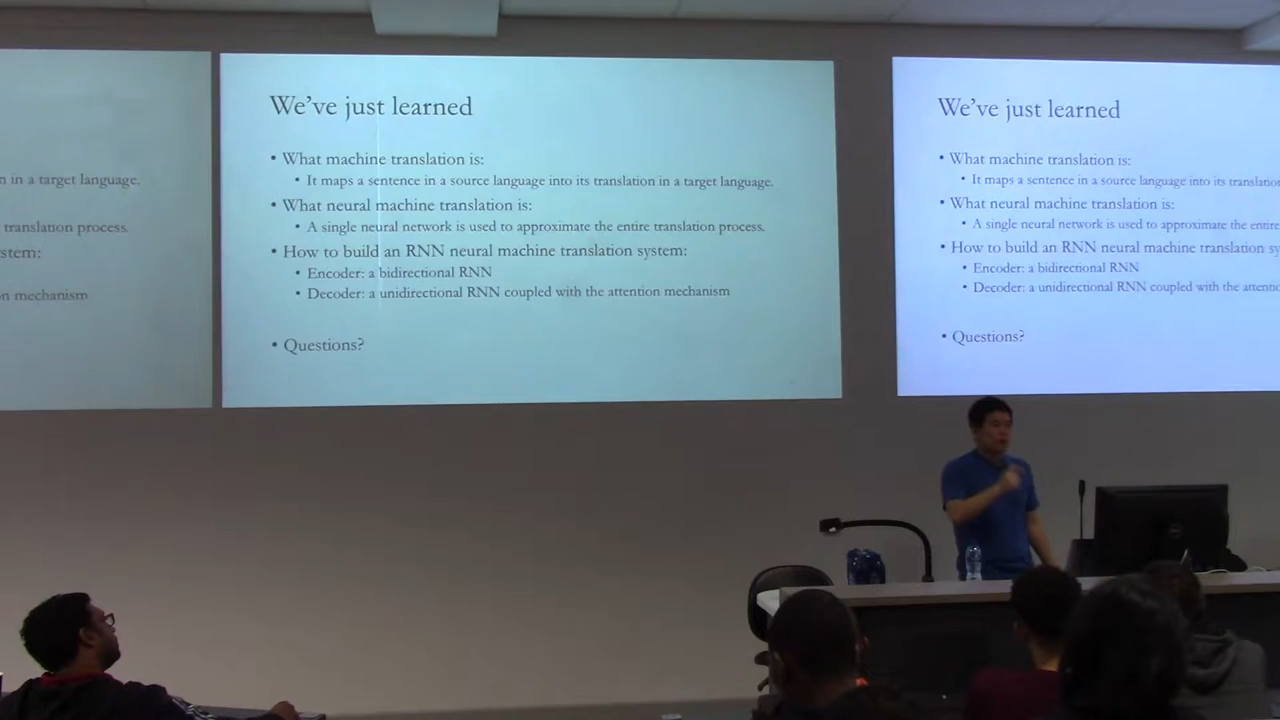 n in a target language.
translation process.
stem:
n mechanism
We've just learned
• What machine translation is:
• It maps a sentence in a source language into its translation in a target language.
• What neural machine translation is:
• A single neural network is used to approximate the entire translation process.
• How to build an RNN neural machine translation system:
• Encoder: a bidirectional RNN
• Decoder: a unidirectional RNN coupled with the attention mechanism
• Questions?
We've just learned
• What machine translation is:
• It maps a sentence in a source language into its translation
• What neural machine translation is:
• A single neural network is used to approximate the entire
• How to build an RNN neural machine translation sy
• Encoder: a bidirectional RNN
• Decoder: a unidirectional RNN coupled with the attentio
• Questions?